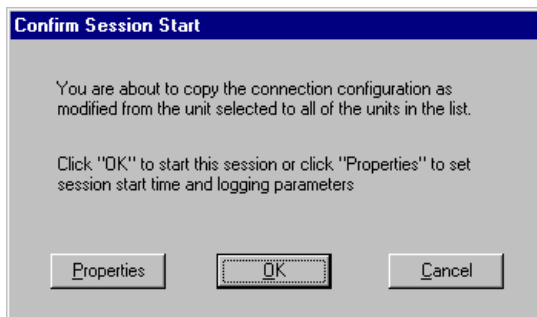 Confirm Session Start
You are about to copy the connection configuration as
modified from the unit selected to all of the units in the list.
Click "OK" to start this session or click "Properties" to set
session start time and logging parameters
Properties
OK
Cancel